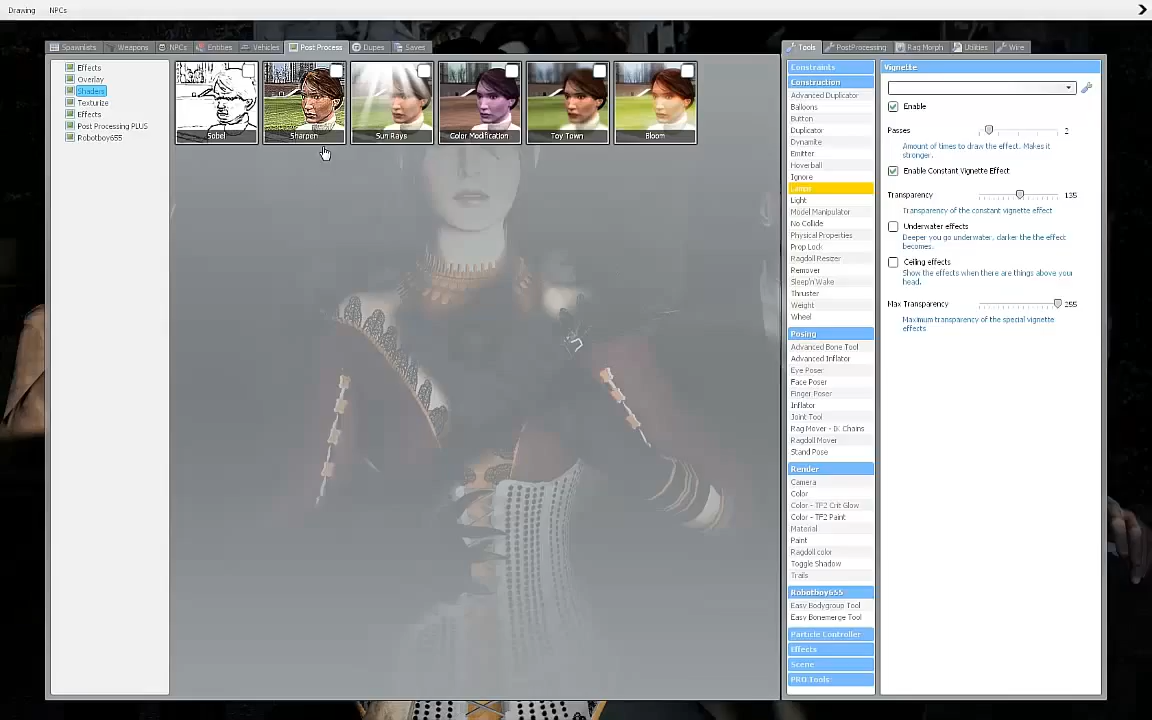 Drawing NPCs
Spawnlists Weapons NPCs Entities Vehicles Post Process Dupes Saves
Effects
Overlay
Shaders
Texturize
Effects
Post Processing PLUS
Robotboy655
Sobel Sharpen Sun Rays Color Modification Toy Town Bloom
Tools PostProcessing Rag Morph Utilities Wire
Constraints
Construction
Advanced Duplicator
Balloons
Button
Duplicator
Dynamite
Emitter
Hoverball
Ignore
Lamps
Light
Model Manipulator
No Collide
Physical Properties
Prop Lock
Ragdoll Resizer
Remover
Sleep'n Wake
Thruster
Weight
Wheel
Posing
Advanced Bone Tool
Advanced Inflator
Eye Poser
Face Poser
Finger Poser
Inflator
Joint Tool
Rag Mover - D. Chains
Ragdoll Mover
Stand Pose
Render
Camera
Color
Color - TF2 Crit Glow
Color - TF2 Paint
Material
Paint
Ragdoll color
Toggle Shadow
Trails
Robotboy655
Easy Bodygroup Tool
Easy Bonemerge Tool
Particle Controller
Effects
Scene
PRO Tools
Vignette
Enable
Passes 2
Amount of times to draw the effect. Makes it
stronger.
Enable Constant Vignette Effect
Transparency 135
Transparency of the constant vignette effect
Underwater effects
Deeper you go underwater, darker the the effect
becomes.
Ceiling effects
Show the effects when there are things above your
head.
Max Transparency 255
Maximum transparency of the special vignette
effects